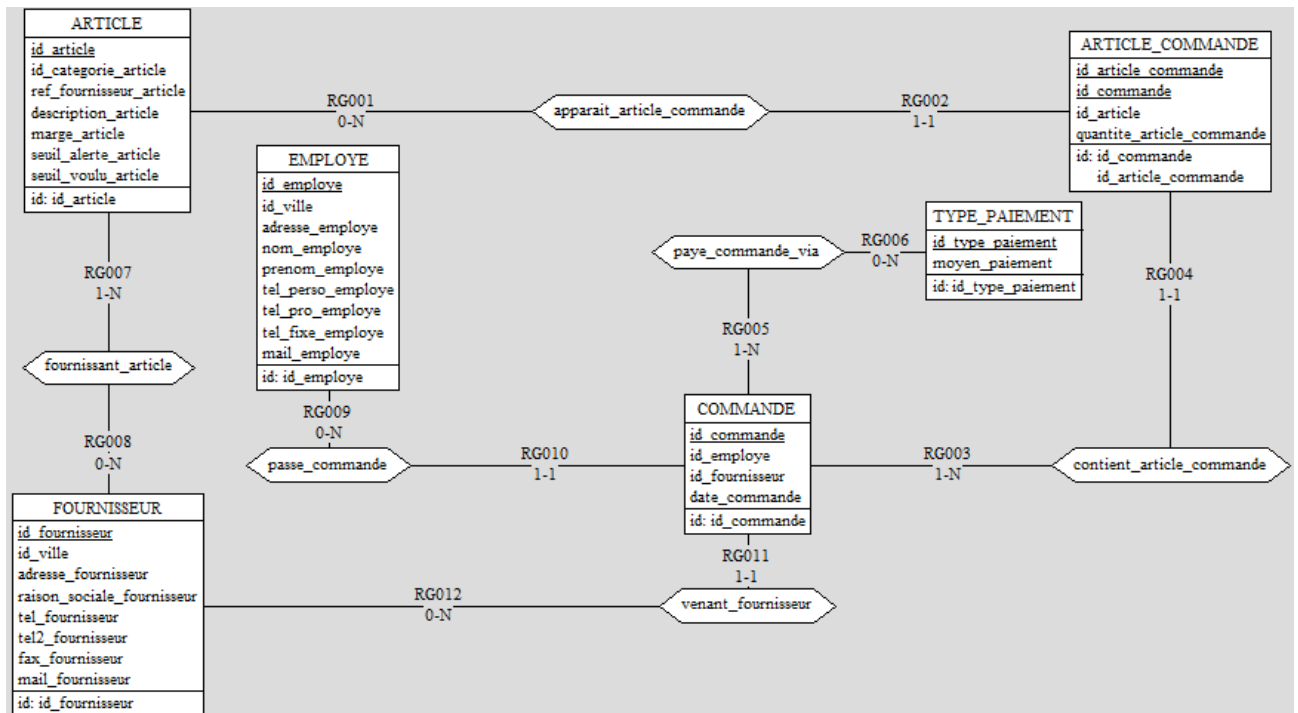 ARTICLE
id_article
id_categorie_article
ref_fournisseur_article
description_article
marge_article
seuil_alerte_article
seuil_voulu_article
id: id_article
RG001
0-N
apparait_article_commande
RG002
1-1
ARTICLE_COMMANDE
id_article_commande
id_commande
id_article
quantite_article_commande
id: id_commande
id_article_commande
EMPLOYE
id_employe
id_ville
adresse_employe
nom_employe
prenom_employe
tel_perso_employe
tel_pro_employe
tel_fixe_employe
mail_employe
id: id_employe
paye_commande_via
RG006
0-N
TYPE_PAIEMENT
id_type_paiement
moyen_paiement
id: id_type_paiement
RG007
1-N
RG004
1-1
RG005
1-N
fournissant_article
RG008
0-N
RG009
0-N
passe_commande
RG010
1-1
COMMANDE
id_commande
id_employe
id_fournisseur
date_commande
id: id_commande
RG003
1-N
contient_article_commande
FOURNISSEUR
id_fournisseur
id_ville
adresse_fournisseur
raison_sociale_fournisseur
tel_fournisseur
tel2_fournisseur
fax_fournisseur
mail_fournisseur
id: id_fournisseur
RG011
1-1
RG012
0-N
venant_fournisseur